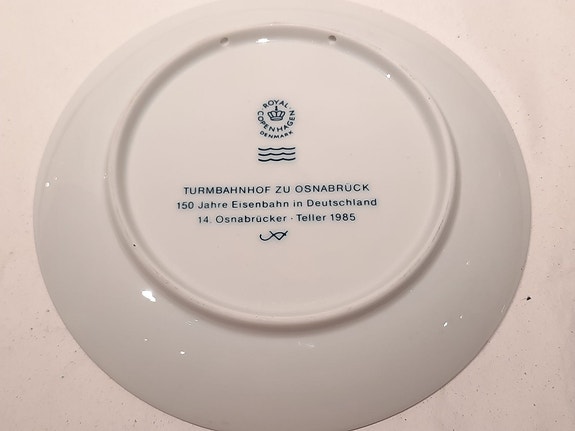 ROYAL
COPENHAGEN
DENMARK
TURMBAHNHOF ZU OSNABRÜCK
150 Jahre Eisenbahn in Deutschland
14. Osnabrücker · Teller 1985